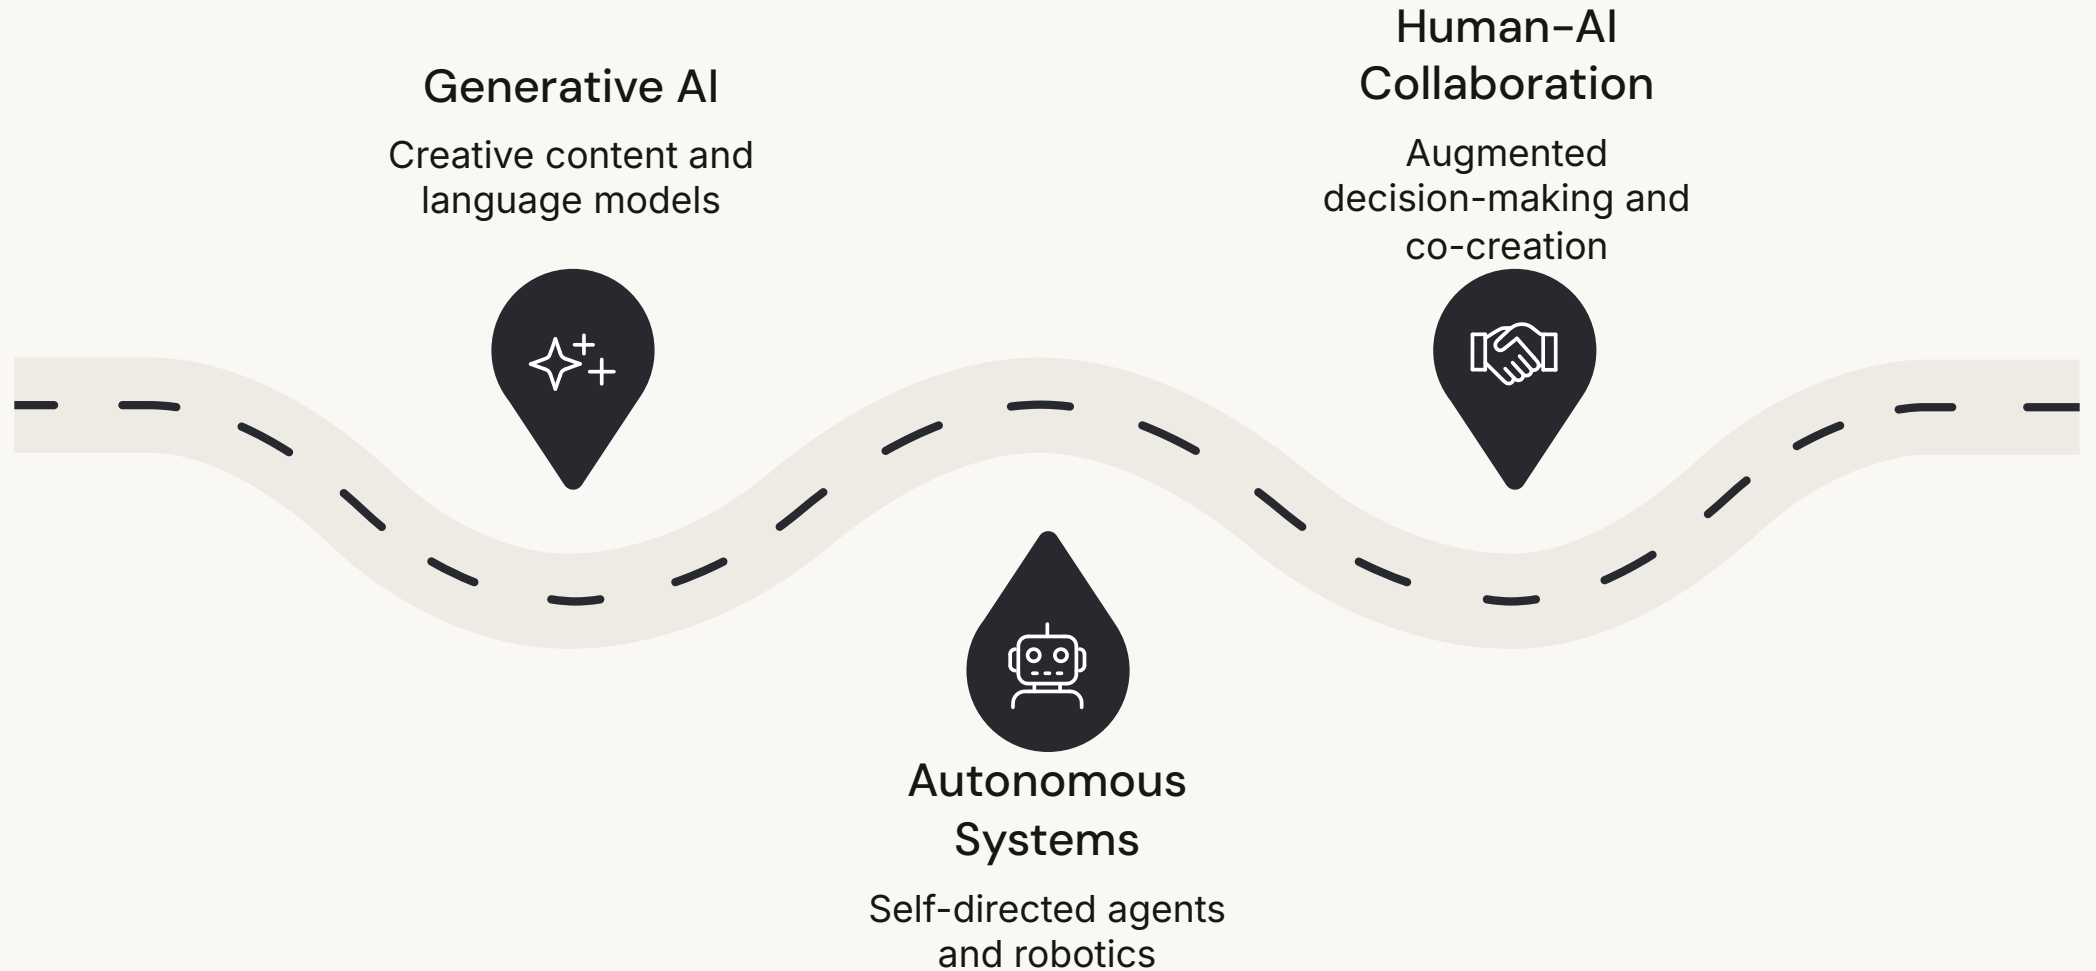 Generative AI
Creative content and
language models
Human-AI
Collaboration
Augmented
decision-making and
co-creation
Autonomous
Systems
Self-directed agents
and robotics